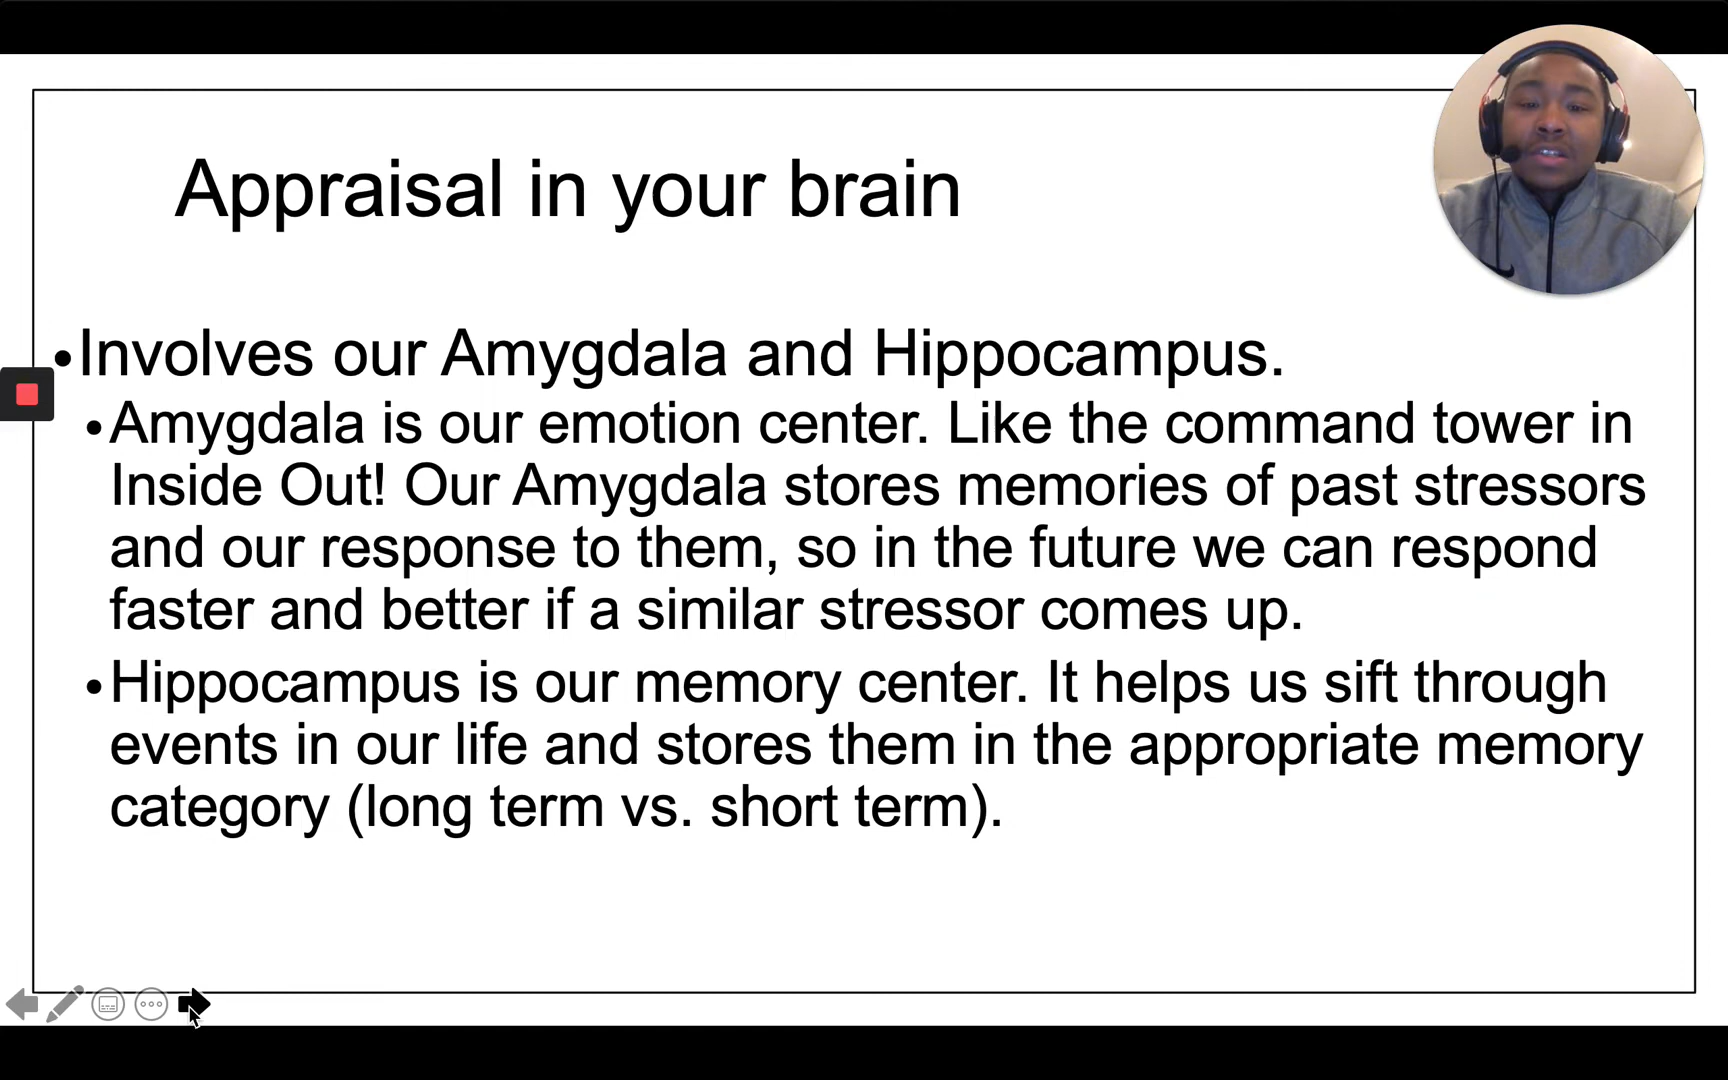 Appraisal in your brain
•Involves our Amygdala and Hippocampus.
•Amygdala is our emotion center. Like the command tower in
Inside Out! Our Amygdala stores memories of past stressors
and our response to them, so in the future we can respond
faster and better if a similar stressor comes up.
•Hippocampus is our memory center. It helps us sift through
events in our life and stores them in the appropriate memory
category (long term vs. short term).